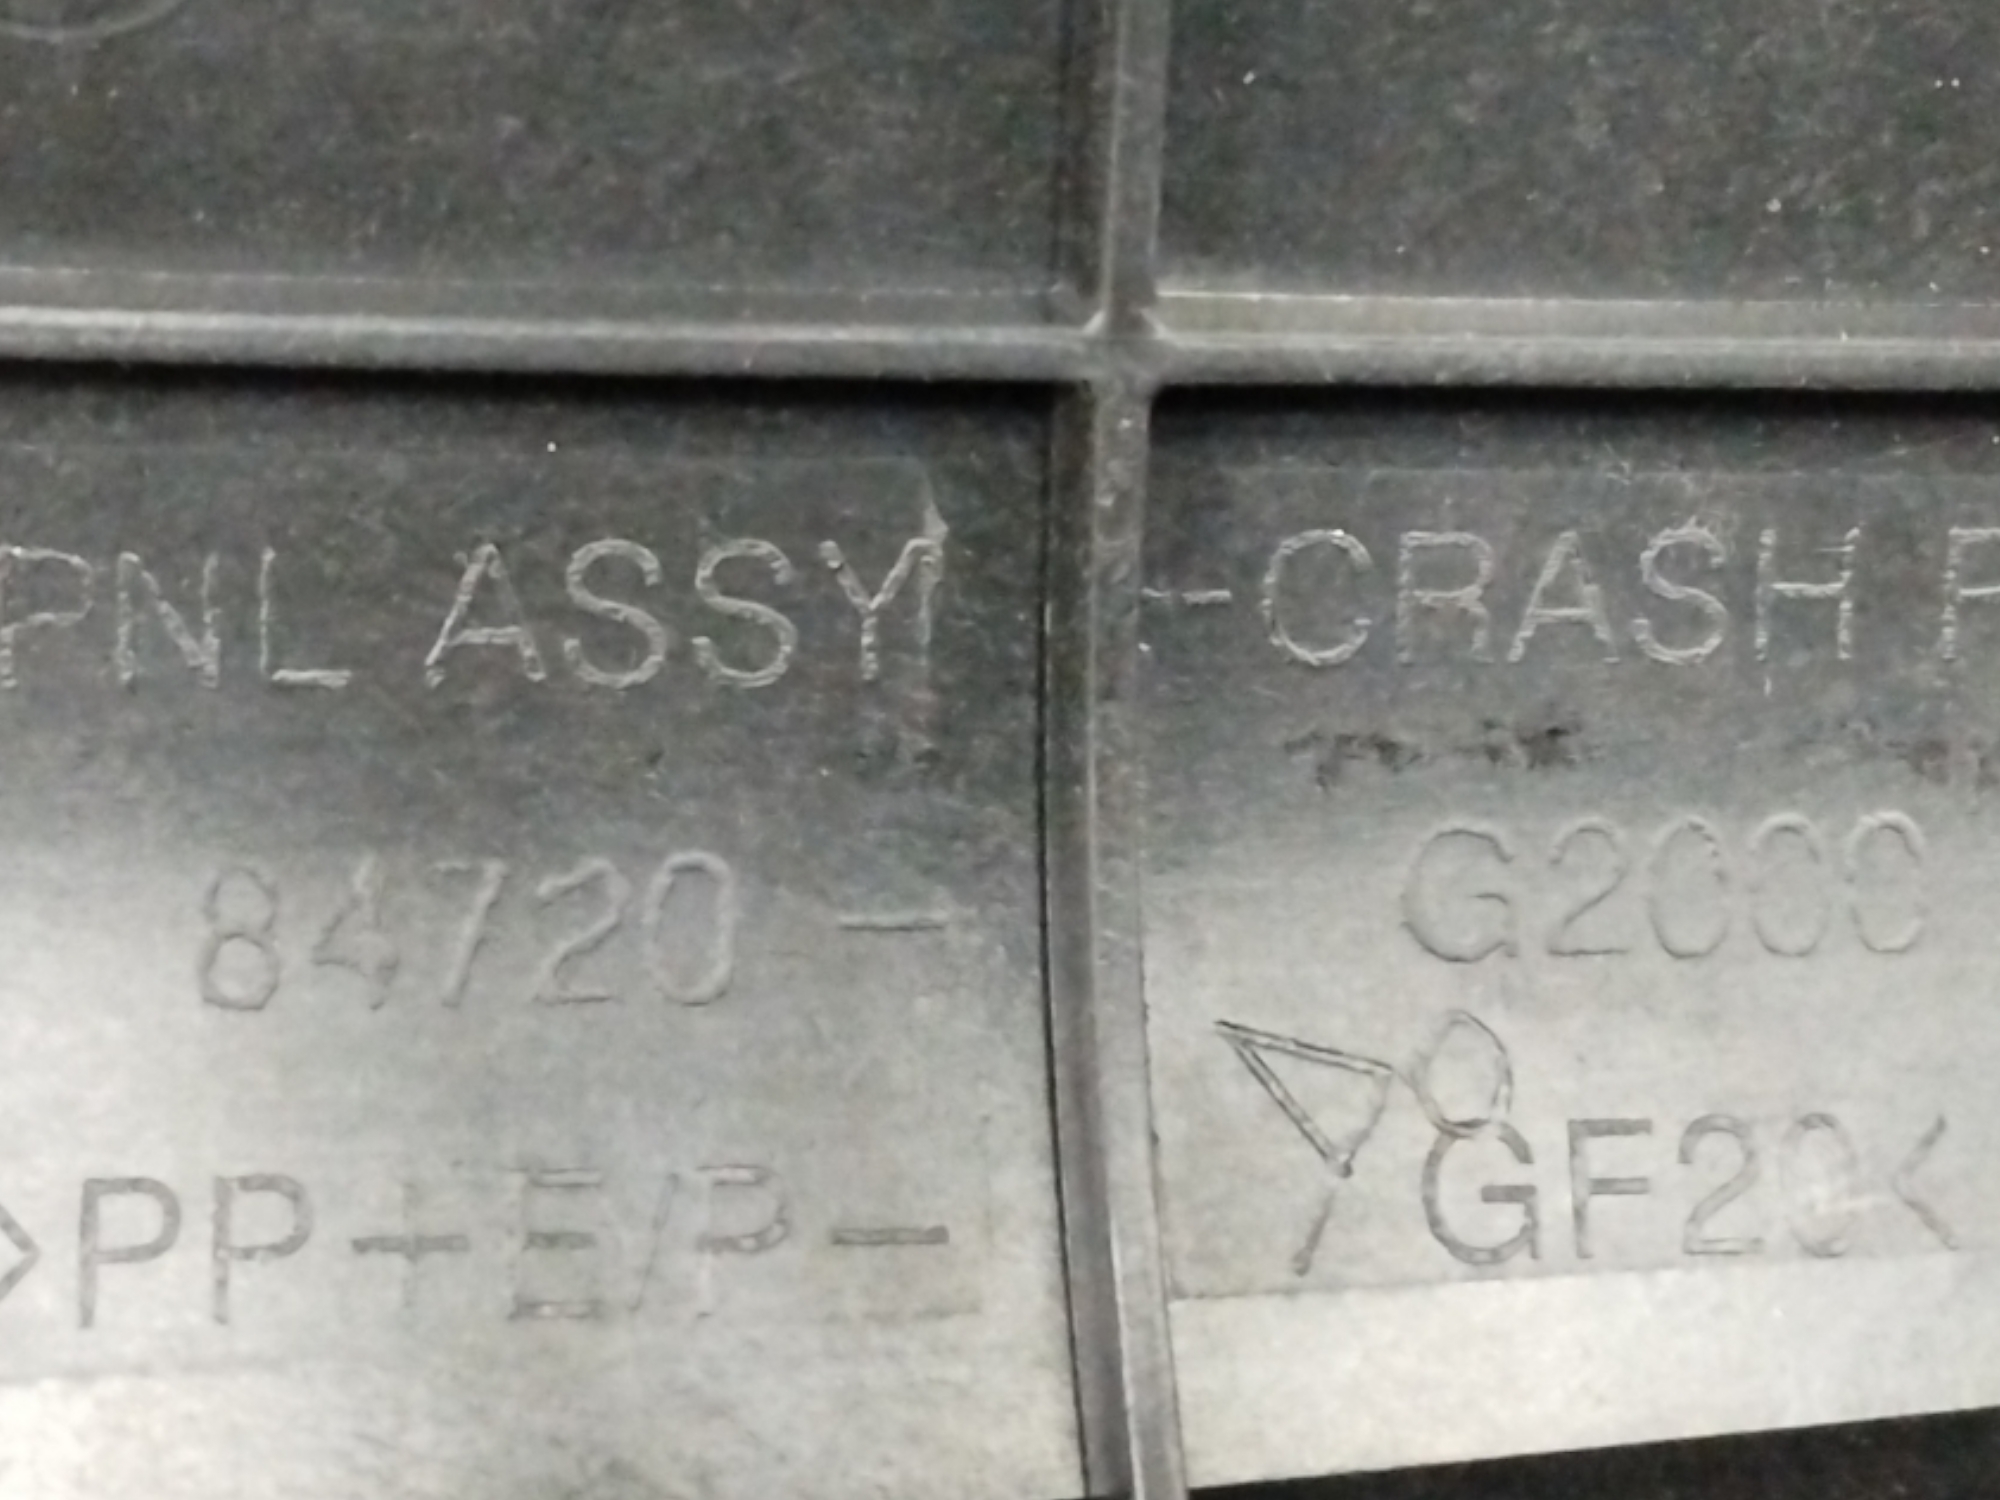 PNL ASSY -CRASH P
84720 - G2000
>PP+E/P- GF20<